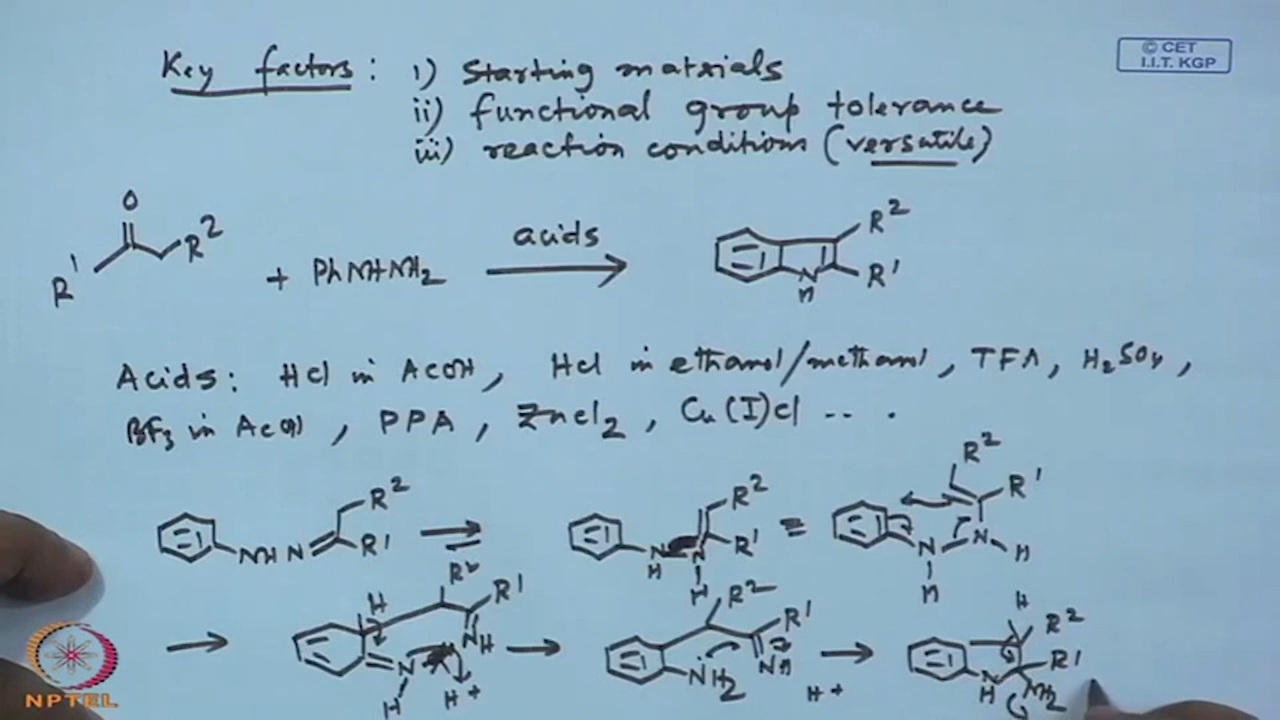 © CET
I.I.T. KGP
Key factors: i) Starting materials
ii) functional group tolerance
iii) reaction conditions (versatile)
O
R¹ R² + PhNHNH₂ acids R² R¹ N H
Acids: HCl in AcOH, HCl in ethanol/methanol, TFA, H₂SO₄,
BF₃ in AcOH, PPA, ZnCl₂, Cu(I)Cl ...
NH N R² R¹ N H N H R² R¹ ≡ N H N H R² R¹
H R² R¹ N H N H H+ R² R¹ NH₂ NH H+ H R² R¹ N H NH₂
NPTEL